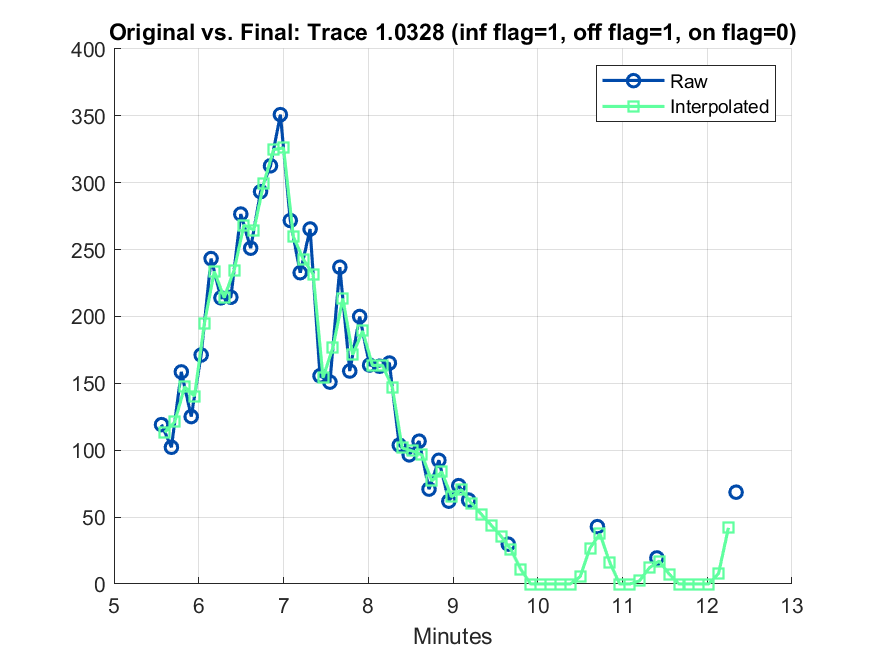 Original vs. Final: Trace 1.0328 (inf flag=1, off flag=1, on flag=0)
400
350
300
250
200
150
100
50
0
Raw
Interpolated
5 6 7 8 9 10 11 12 13
Minutes